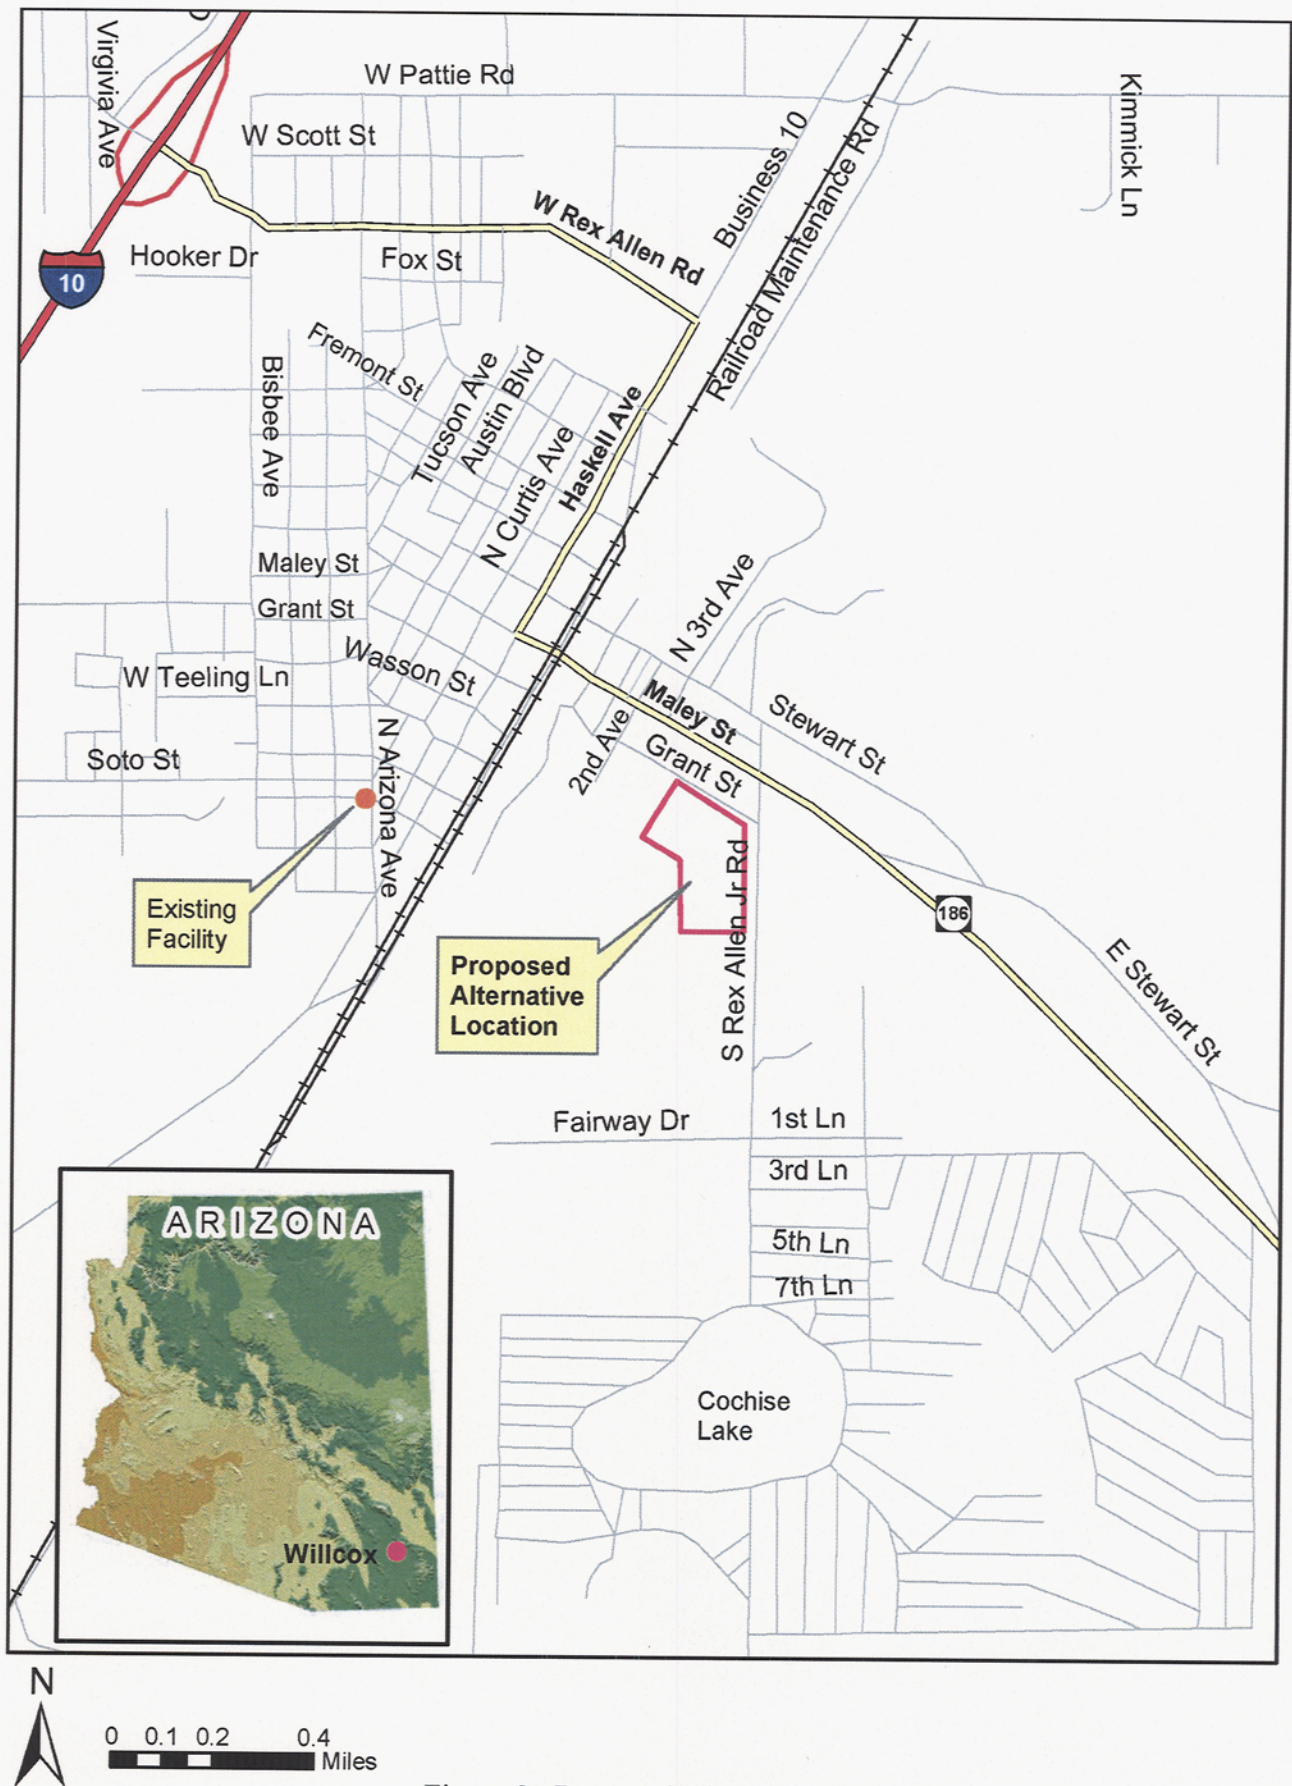 Virgivia Ave
W Pattie Rd
Kimmick Ln
W Scott St
Business 10
Railroad Maintenance Rd
W Rex Allen Rd
Hooker Dr
Fox St
10
Fremont St
Bisbee Ave
Tucson Ave
Austin Blvd
N Curtis Ave
Haskell Ave
Maley St
Grant St
N 3rd Ave
W Teeling Ln
Wasson St
Maley St
Stewart St
2nd Ave
Grant St
Soto St
N Arizona Ave
Existing
Facility
S Rex Allen Jr Rd
186
Proposed
Alternative
Location
E Stewart St
Fairway Dr
1st Ln
3rd Ln
5th Ln
7th Ln
ARIZONA
Cochise
Lake
Willcox
N
0 0.1 0.2 0.4
Miles